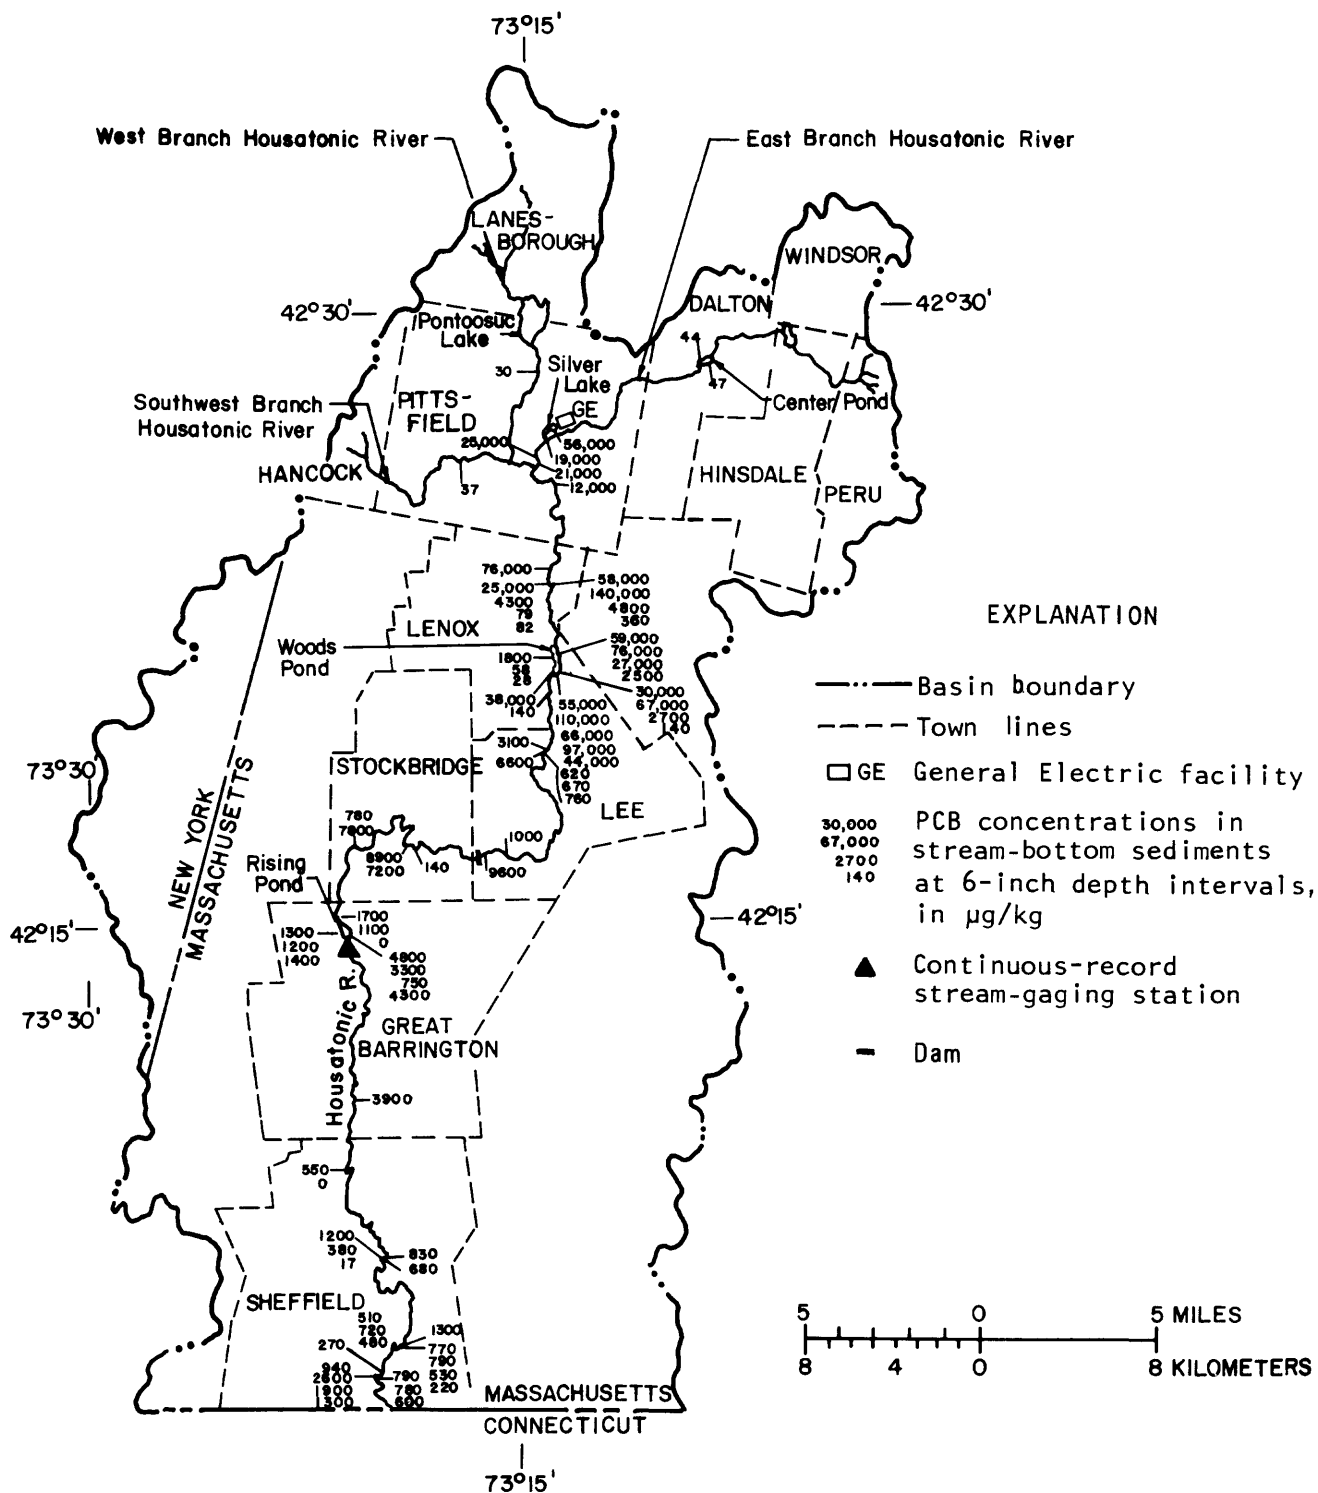 73°15'
West Branch Housatonic River
East Branch Housatonic River
LANES-
BOROUGH
WINDSOR
42°30'
DALTON
42°30'
Pontoosuc
Lake
44
30
Silver
Lake
47
Center Pond
Southwest Branch
Housatonic River
PITTS-
FIELD
GE
25,000
56,000
19,000
21,000
12,000
HANCOCK
37
HINSDALE
PERU
76,000
25,000
4300
79
82
58,000
140,000
4800
360
LENOX
Woods
Pond
1800
58
28
59,000
76,000
27,000
2500
38,000
140
30,000
67,000
2700
140
55,000
110,000
66,000
97,000
44,000
620
670
760
3100
6600
STOCKBRIDGE
LEE
73°30'
NEW YORK
MASSACHUSETTS
780
7800
8900
7200
140
1000
9600
Rising
Pond
1700
1100
0
1300
1200
1400
4800
3300
750
4300
42°15'
42°15'
73°30'
Housatonic R.
GREAT
BARRINGTON
3900
550
0
1200
380
17
830
680
SHEFFIELD
510
720
480
1300
770
790
530
220
270
940
2600
900
300
790
780
600
MASSACHUSETTS
CONNECTICUT
73°15'
EXPLANATION
Basin boundary
Town lines
GE General Electric facility
30,000
67,000
2700
140
PCB concentrations in
stream-bottom sediments
at 6-inch depth intervals,
in µg/kg
Continuous-record
stream-gaging station
Dam
5 0 5 MILES
8 4 0 8 KILOMETERS